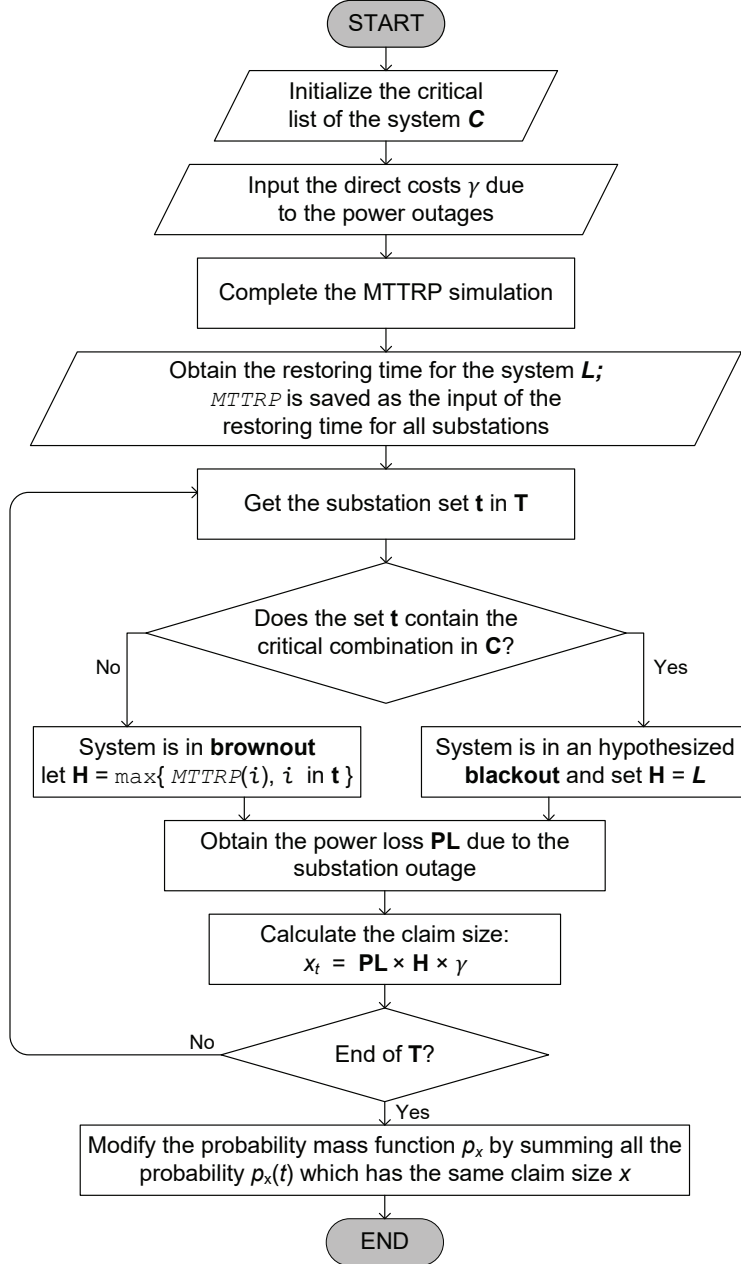 START
Initialize the critical
list of the system C
Input the direct costs γ due
to the power outages
Complete the MTTRP simulation
Obtain the restoring time for the system L;
MTTRP is saved as the input of the
restoring time for all substations
Get the substation set t in T
Does the set t contain the
critical combination in C?
No
Yes
System is in brownout
let H = max{ MTTRP(i), i in t }
System is in an hypothesized
blackout and set H = L
Obtain the power loss PL due to the
substation outage
Calculate the claim size:
xₜ = PL × H × γ
End of T?
No
Yes
Modify the probability mass function pₓ by summing all the
probability pₓ(t) which has the same claim size x
END